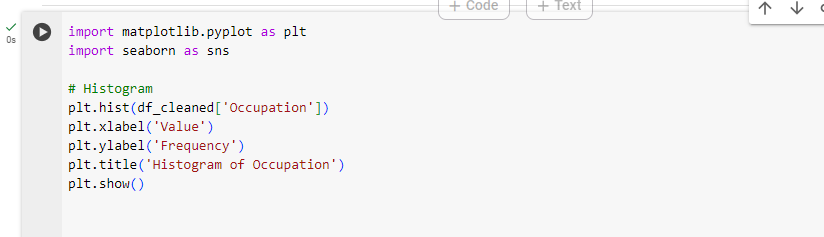 + Code + Text
0s
import matplotlib.pyplot as plt
import seaborn as sns
# Histogram
plt.hist(df_cleaned['Occupation'])
plt.xlabel('Value')
plt.ylabel('Frequency')
plt.title('Histogram of Occupation')
plt.show()